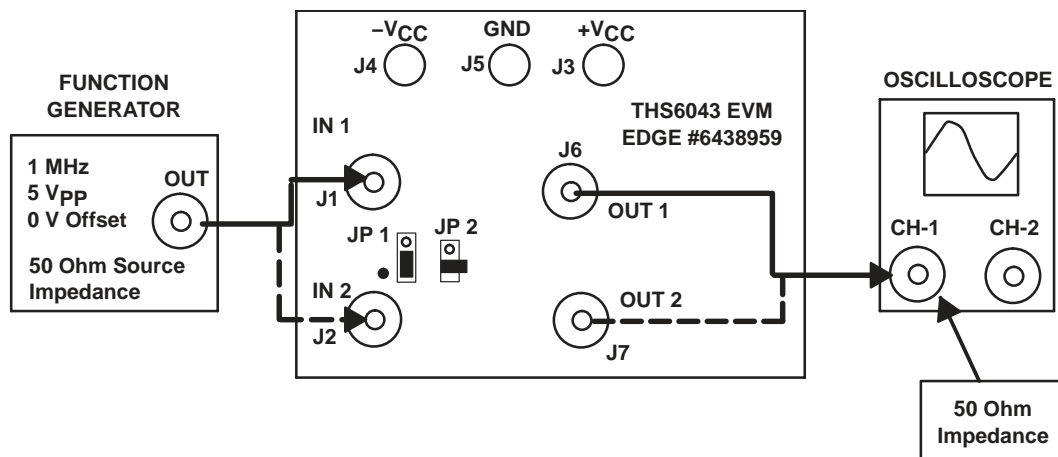 –VCC
GND
+VCC
J4
J5
J3
FUNCTION
GENERATOR
OSCILLOSCOPE
THS6043 EVM
EDGE #6438959
IN 1
J6
1 MHz
5 VPP
0 V Offset
OUT
J1
OUT 1
50 Ohm Source
Impedance
JP 1
JP 2
CH-1
CH-2
IN 2
J2
OUT 2
J7
50 Ohm
Impedance